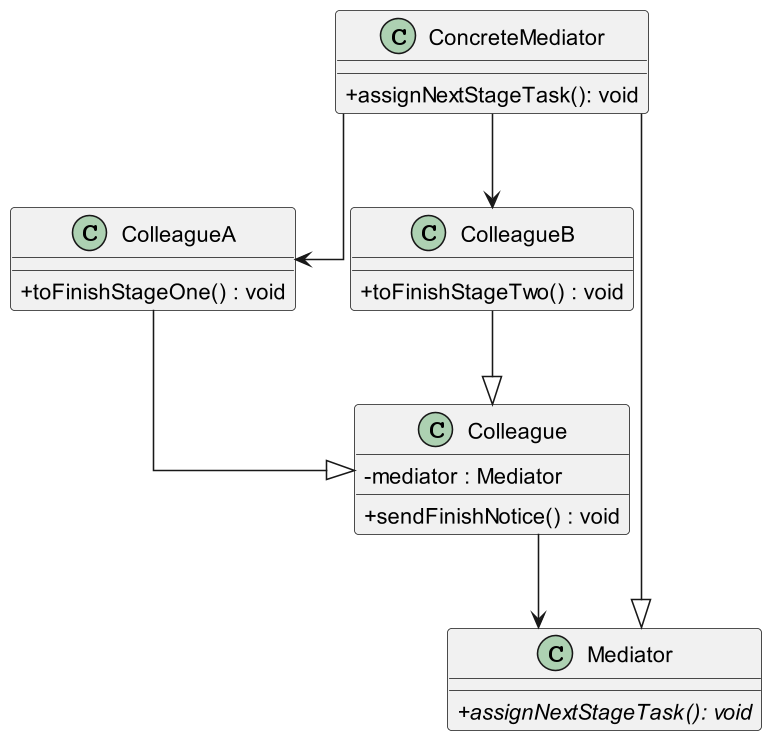 C ConcreteMediator
+assignNextStageTask(): void
C ColleagueA
+toFinishStageOne() : void
C ColleagueB
+toFinishStageTwo() : void
C Colleague
-mediator : Mediator
+sendFinishNotice() : void
C Mediator
+assignNextStageTask(): void